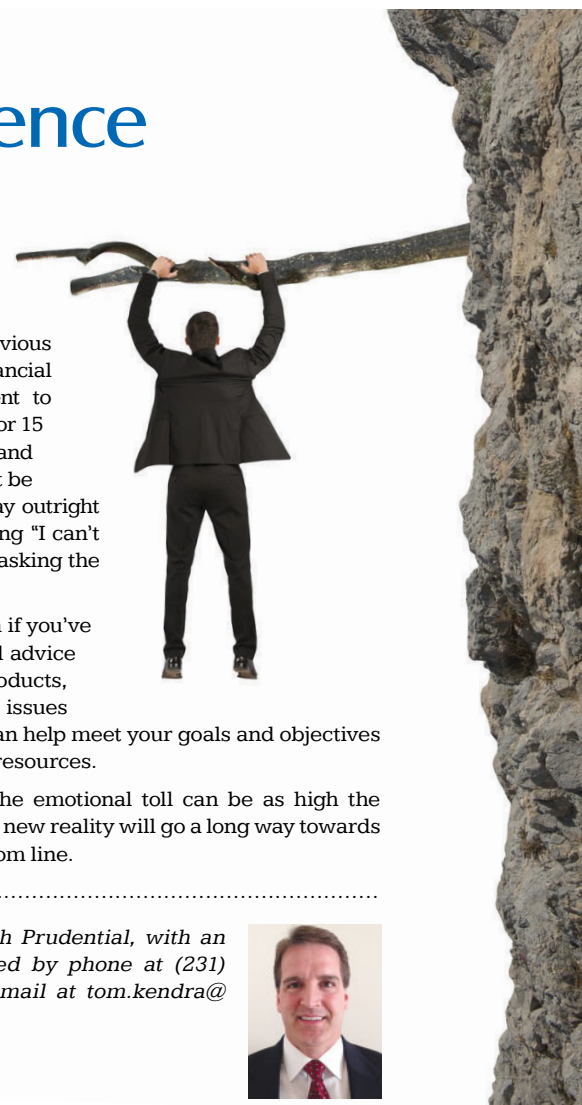 ence
vious
ancial
nt to
or 15
and
be
ay outright
ng “I can’t
asking the
if you’ve
advice
oducts,
issues
an help meet your goals and objectives
resources.
he emotional toll can be as high the
new reality will go a long way towards
om line.
h Prudential, with an
ed by phone at (231)
mail at tom.kendra@